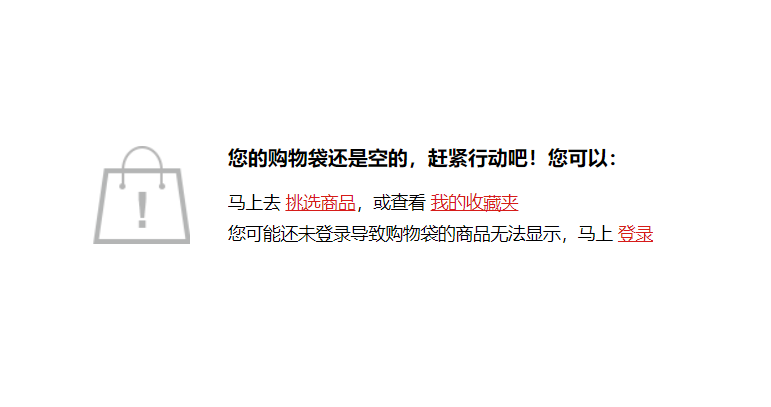 您的购物袋还是空的，赶紧行动吧！您可以：
马上去 挑选商品，或查看 我的收藏夹
您可能还未登录导致购物袋的商品无法显示，马上 登录